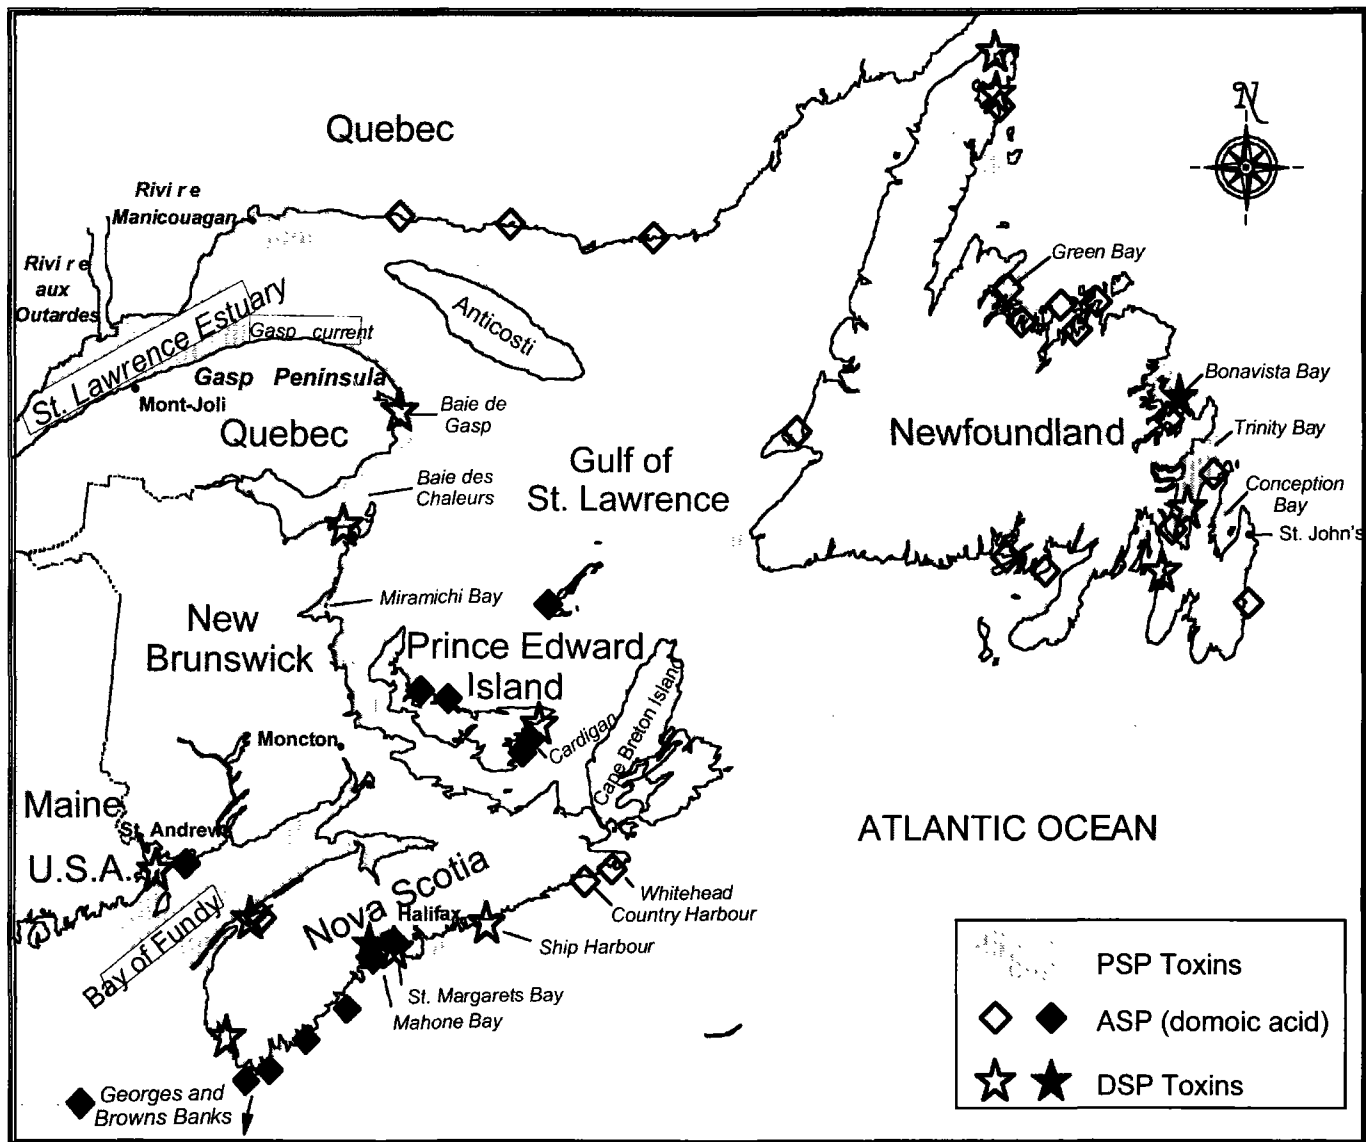 N
Quebec
Rivi re
Manicouagan
Rivi re
aux
Outardes
St. Lawrence Estuary
Gasp current
Anticosti
Gasp Peninsula
Mont-Joli
Baie de
Gasp
Quebec
Baie des
Chaleurs
Gulf of
St. Lawrence
Green Bay
Bonavista Bay
Newfoundland
Trinity Bay
Conception
Bay
St. John's
Miramichi Bay
New
Brunswick
Prince Edward
Island
Cardigan
Cape Breton Island
Moncton
Maine
St. Andrews
U.S.A.
Bay of Fundy
Nova Scotia
Halifax
Whitehead
Country Harbour
Ship Harbour
St. Margarets Bay
Mahone Bay
Georges and
Browns Banks
ATLANTIC OCEAN
PSP Toxins
ASP (domoic acid)
DSP Toxins